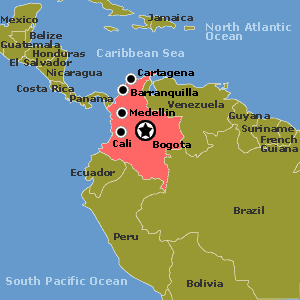 Mexico
Jamaica
North Atlantic
Ocean
Belize
Guatemala
Honduras
Caribbean Sea
El Salvador
Nicaragua
Cartagena
Costa Rica
Barranquilla
Panama
Venezuela
Medellin
Guyana
Suriname
Cali
Bogota
French
Guiana
Ecuador
Brazil
Peru
South Pacific Ocean
Bolivia